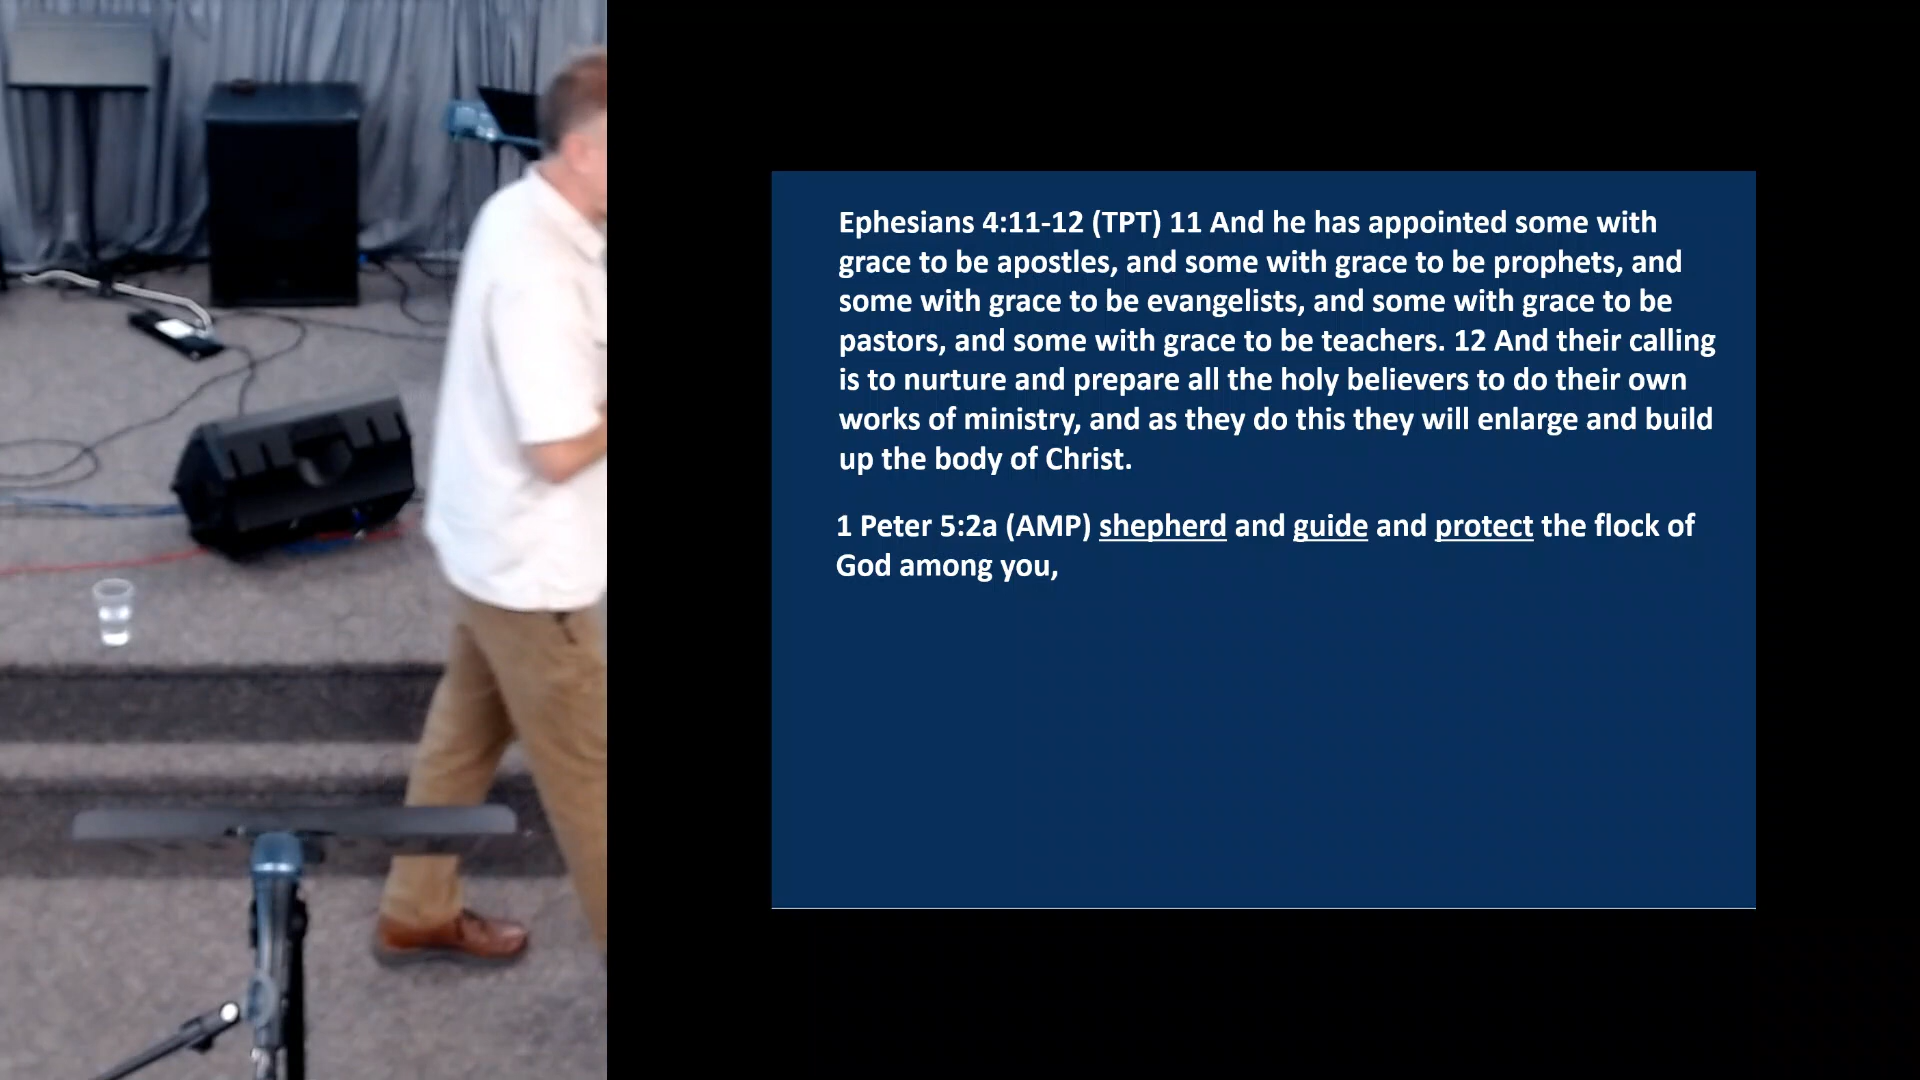 Ephesians 4:11-12 (TPT) 11 And he has appointed some with
grace to be apostles, and some with grace to be prophets, and
some with grace to be evangelists, and some with grace to be
pastors, and some with grace to be teachers. 12 And their calling
is to nurture and prepare all the holy believers to do their own
works of ministry, and as they do this they will enlarge and build
up the body of Christ.
1 Peter 5:2a (AMP) shepherd and guide and protect the flock of
God among you,